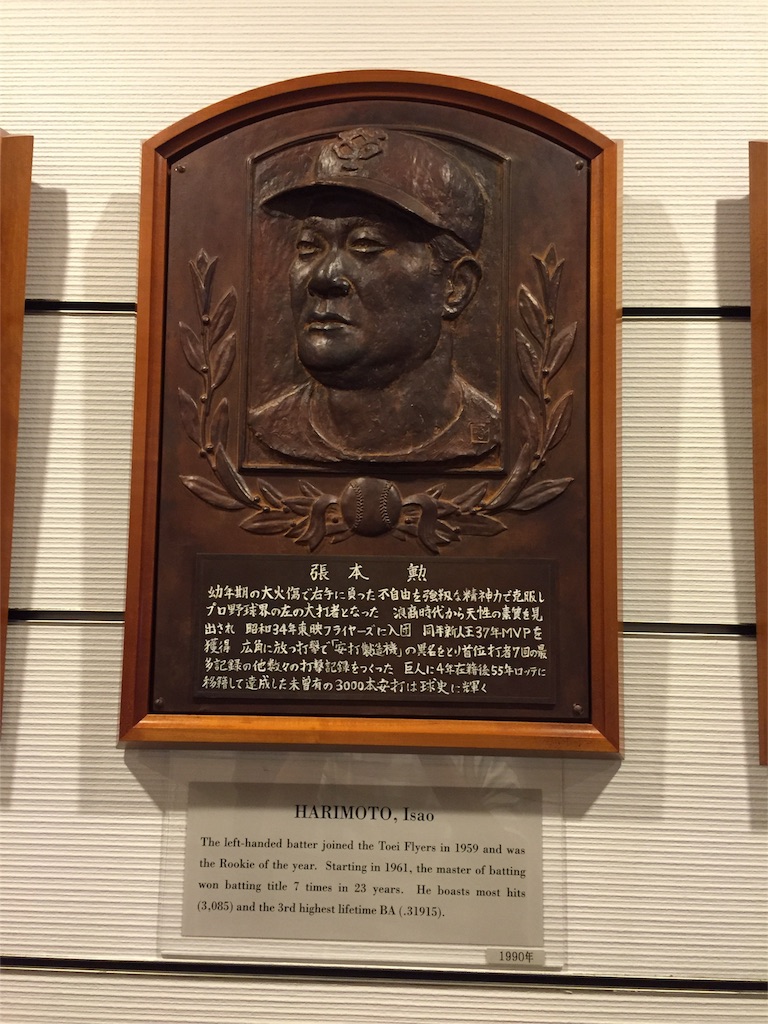 張本 勲
幼年期の大火傷で右手に負った不自由を強靱な精神力で克服し
プロ野球界の左の大打者となった 浪商時代から天性の素質を見
出され 昭和34年東映フライヤーズに入団 同年新人王37年MVPを
獲得 広角に放つ打撃で「安打製造機」の異名をとり首位打者7回の最
多記録の他数々の打撃記録をつくった 巨人に4年在籍後55年ロッテに
移籍して達成した未曽有の3000本安打は球史に輝く
HARIMOTO, Isao
The left-handed batter joined the Toei Flyers in 1959 and was
the Rookie of the year. Starting in 1961, the master of batting
won batting title 7 times in 23 years. He boasts most hits
(3,085) and the 3rd highest lifetime BA (.31915).
1990年